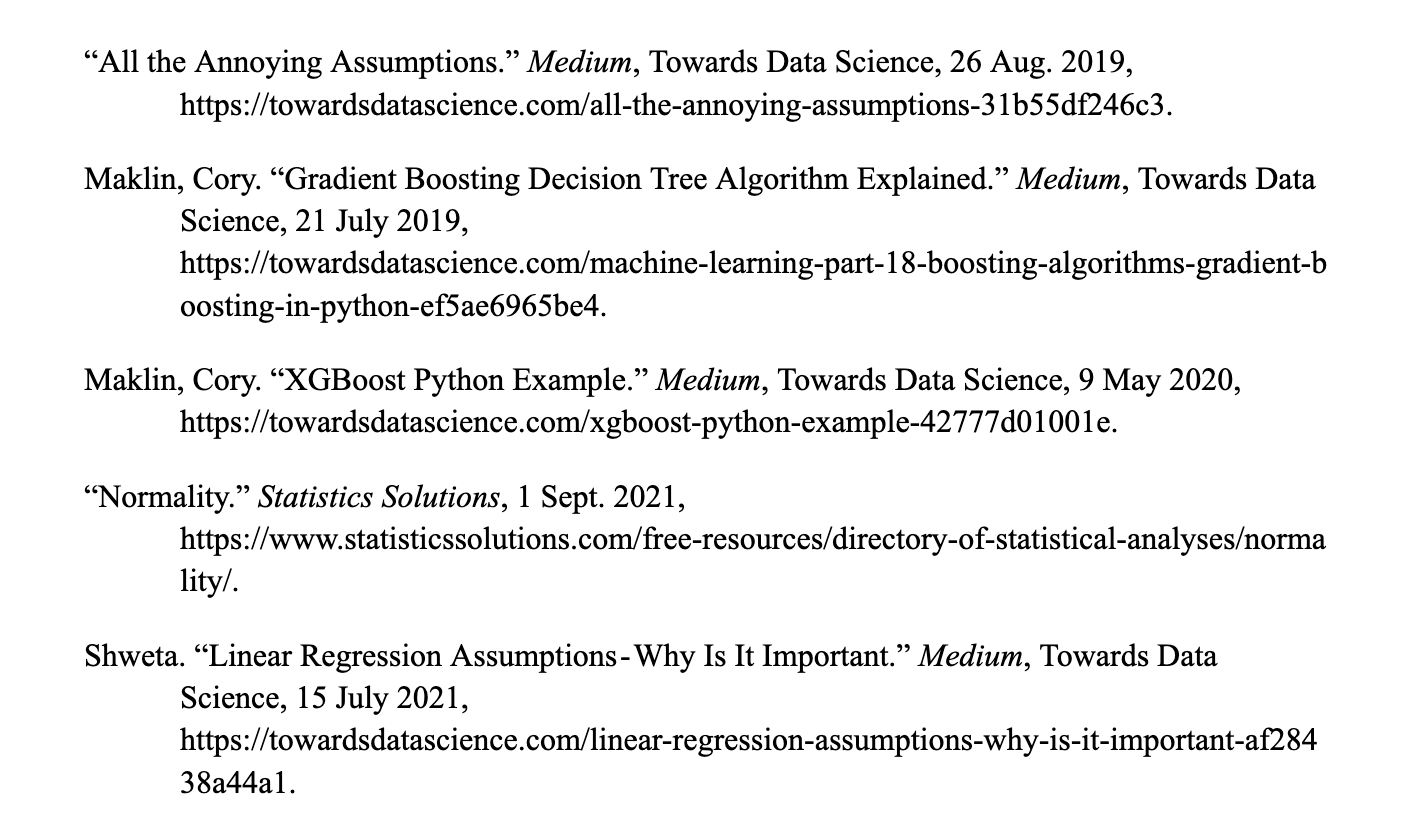 “All the Annoying Assumptions.” Medium, Towards Data Science, 26 Aug. 2019,
https://towardsdatascience.com/all-the-annoying-assumptions-31b55df246c3.
Maklin, Cory. “Gradient Boosting Decision Tree Algorithm Explained.” Medium, Towards Data
Science, 21 July 2019,
https://towardsdatascience.com/machine-learning-part-18-boosting-algorithms-gradient-b
oosting-in-python-ef5ae6965be4.
Maklin, Cory. “XGBoost Python Example.” Medium, Towards Data Science, 9 May 2020,
https://towardsdatascience.com/xgboost-python-example-42777d01001e.
“Normality.” Statistics Solutions, 1 Sept. 2021,
https://www.statisticssolutions.com/free-resources/directory-of-statistical-analyses/norma
lity/.
Shweta. “Linear Regression Assumptions-Why Is It Important.” Medium, Towards Data
Science, 15 July 2021,
https://towardsdatascience.com/linear-regression-assumptions-why-is-it-important-af284
38a44a1.